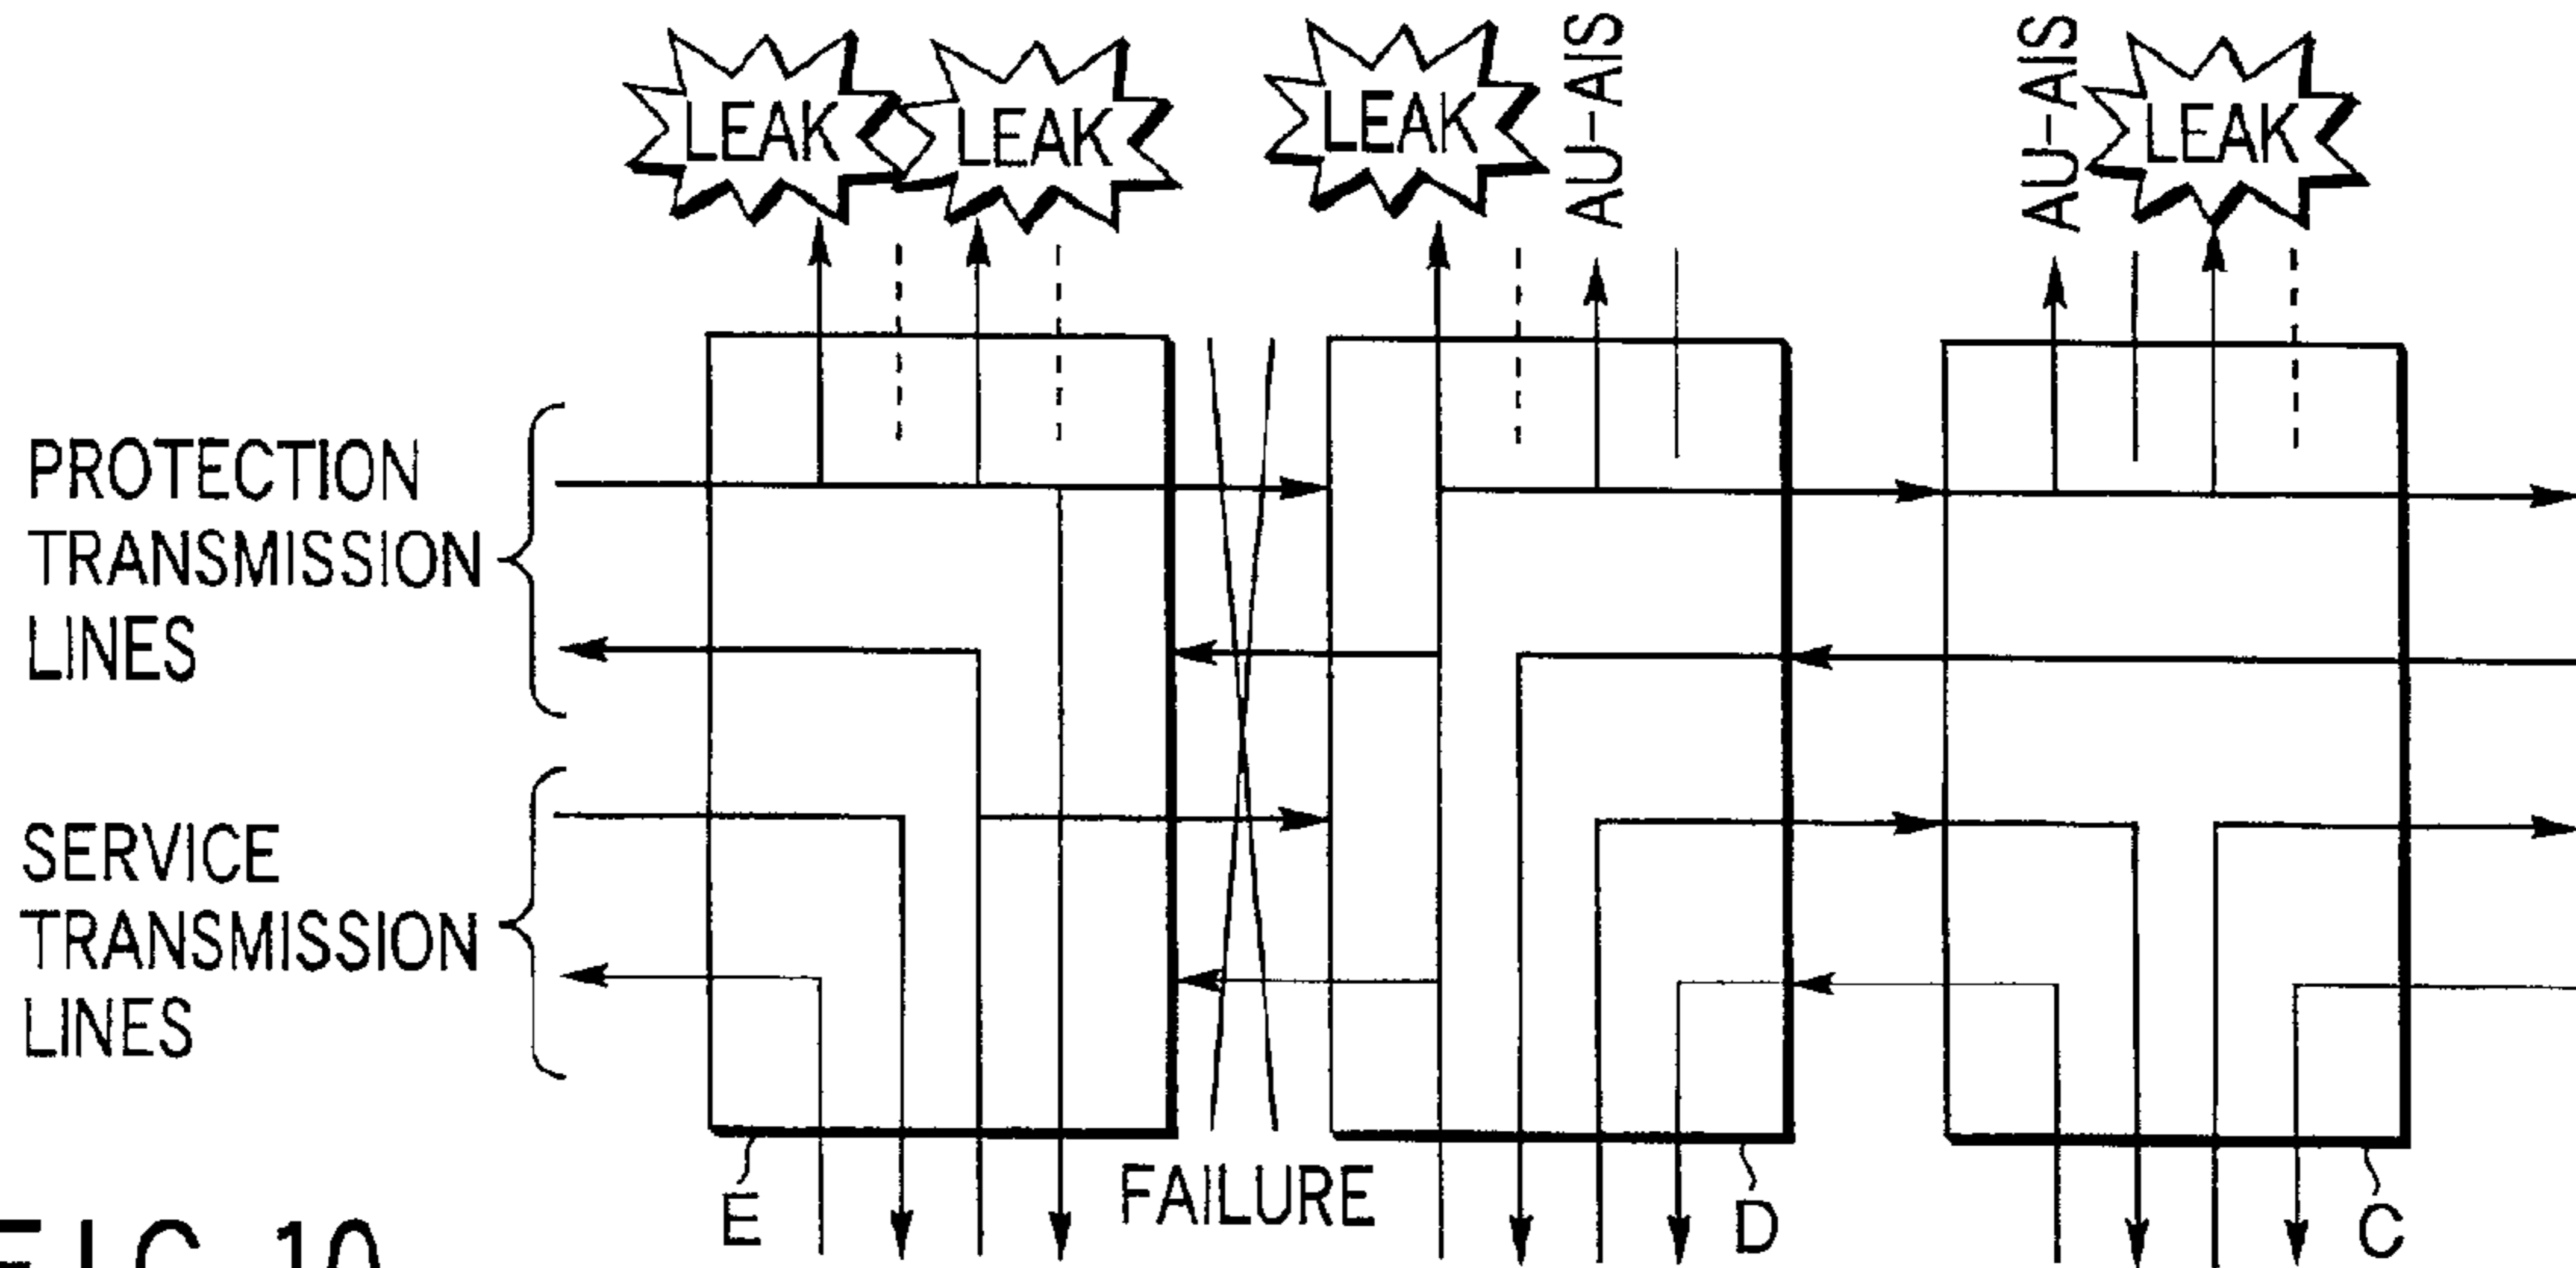 LEAK LEAK LEAK AU-AIS AU-AIS LEAK
PROTECTION
TRANSMISSION
LINES
SERVICE
TRANSMISSION
LINES
E FAILURE D C